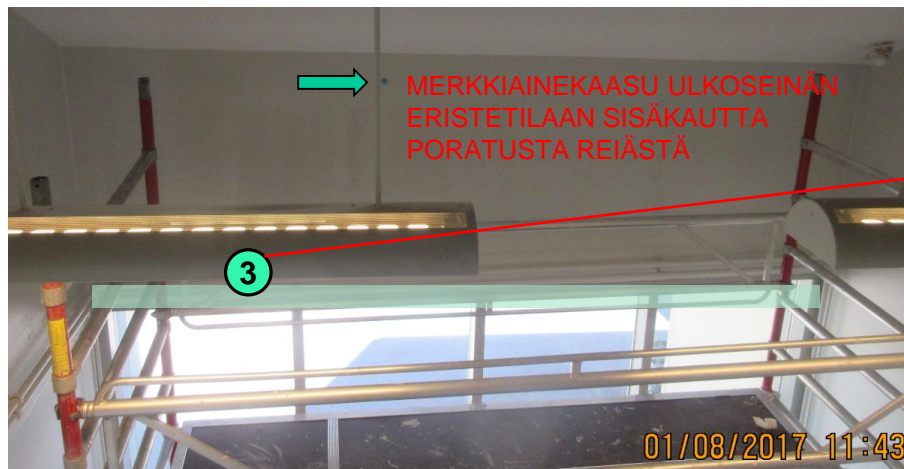 MERKKIAINEKAASU ULKOSEINÄN
ERISTETILAAN SISÄKAUTTA
PORATUSTA REIÄSTÄ
3
01/08/2017 11:43